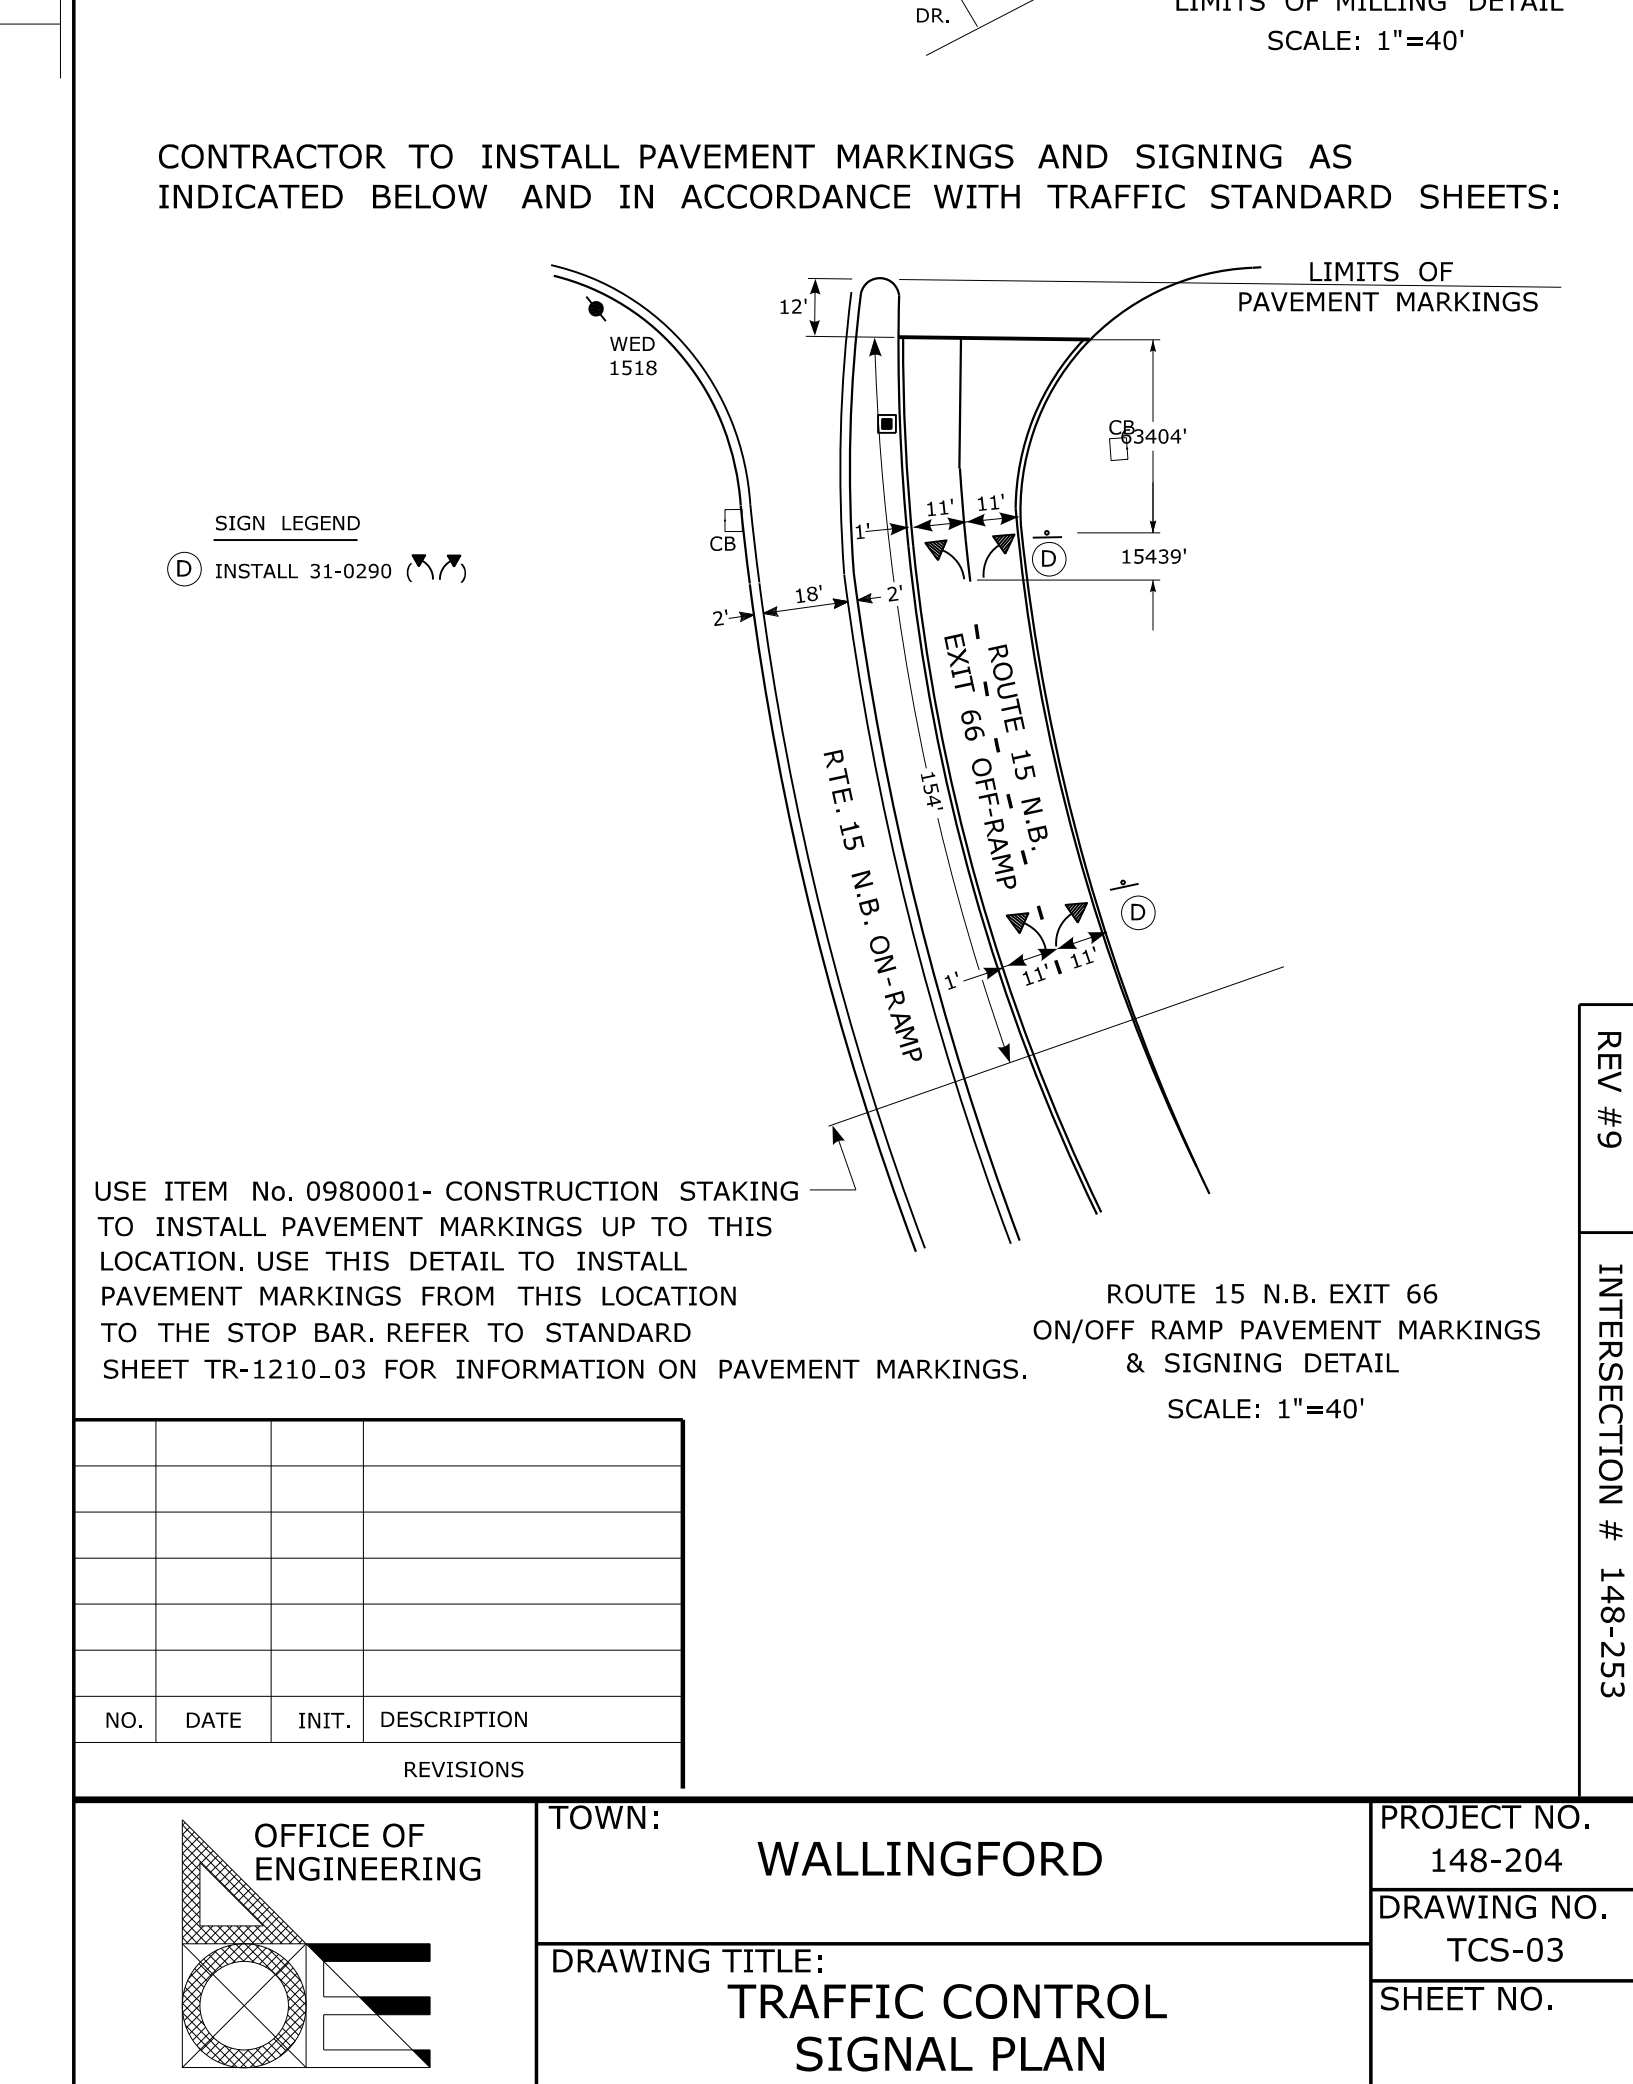 DR.
LIMITS OF MILLING DETAIL
SCALE: 1"=40'
CONTRACTOR TO INSTALL PAVEMENT MARKINGS AND SIGNING AS
INDICATED BELOW AND IN ACCORDANCE WITH TRAFFIC STANDARD SHEETS:
LIMITS OF
PAVEMENT MARKINGS
12'
WED
1518
CB
63404'
11'
11'
1'
SIGN LEGEND
D INSTALL 31-0290 ( )
CB
D
15439'
18'
2'
2'
EXIT 66 OFF-RAMP
ROUTE 15 N.B.
RTE. 15 N.B. ON-RAMP
154'
D
1'
11'
11'
USE ITEM No. 0980001- CONSTRUCTION STAKING
TO INSTALL PAVEMENT MARKINGS UP TO THIS
LOCATION. USE THIS DETAIL TO INSTALL
PAVEMENT MARKINGS FROM THIS LOCATION
TO THE STOP BAR. REFER TO STANDARD
SHEET TR-1210_03 FOR INFORMATION ON PAVEMENT MARKINGS.
ROUTE 15 N.B. EXIT 66
ON/OFF RAMP PAVEMENT MARKINGS
& SIGNING DETAIL
SCALE: 1"=40'
REV #9
INTERSECTION # 148-253
NO. DATE INIT. DESCRIPTION
REVISIONS
OFFICE OF
ENGINEERING
TOWN:
WALLINGFORD
DRAWING TITLE:
TRAFFIC CONTROL
SIGNAL PLAN
PROJECT NO.
148-204
DRAWING NO.
TCS-03
SHEET NO.